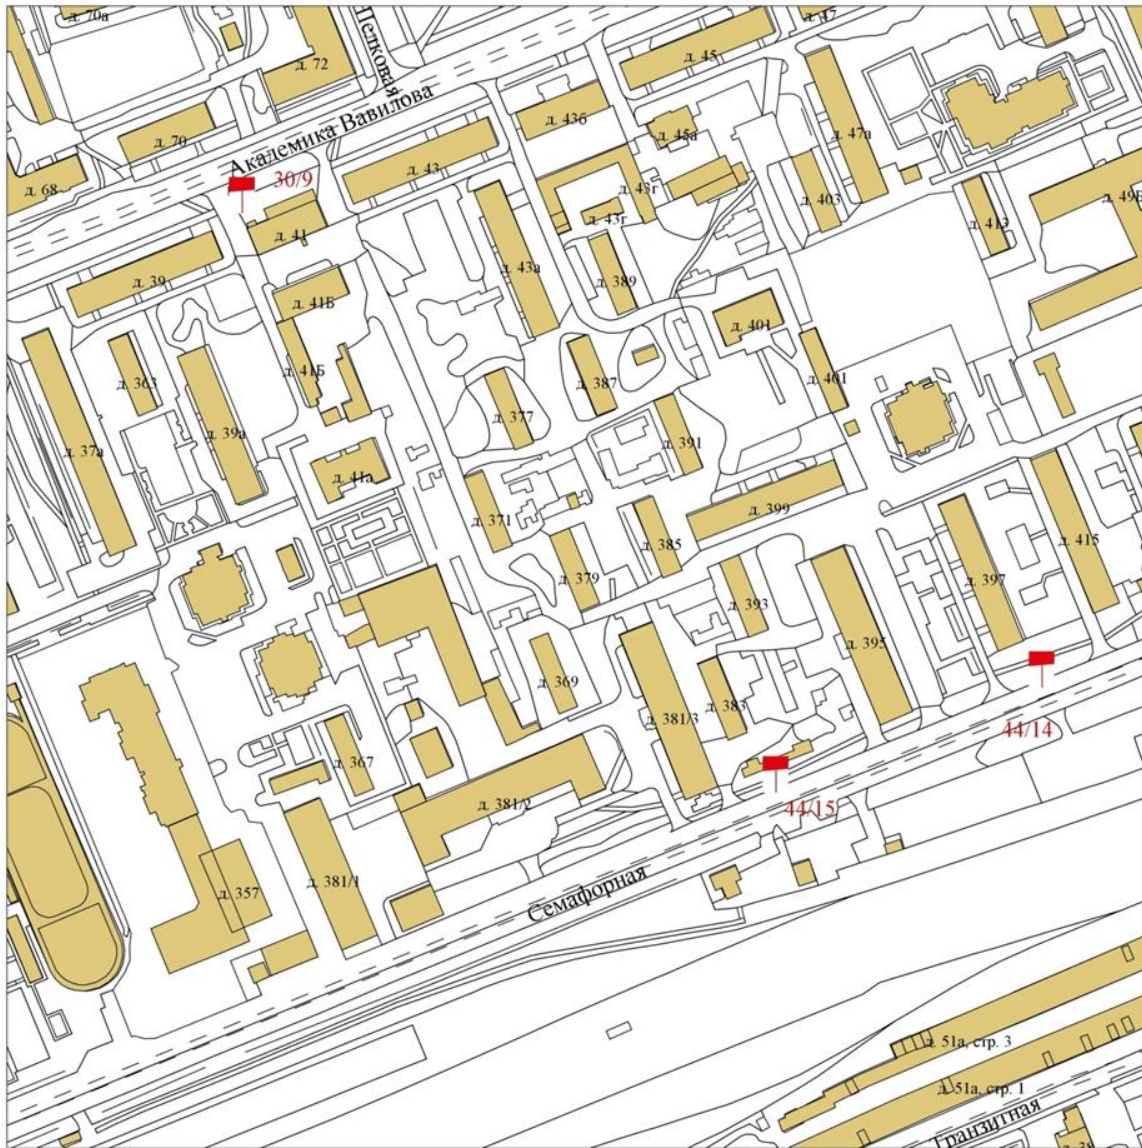 д. 70а
д. 47
д. 72
Пелковая
д. 45
Академика Вавилова
д. 70
д. 43б
д. 45а
д. 47а
д. 68
30/9
д. 43
д. 43г
д. 403
д. 413
д. 43г
д. 41
д. 39
д. 43а
д. 389
д. 41Б
д. 401
д. 363
д. 41Б
д. 387
д. 401
д. 377
д. 39а
д. 37а
д. 391
д. 41а
д. 371
д. 399
д. 385
д. 415
д. 379
д. 397
д. 393
д. 395
д. 369
д. 381/3
д. 383
44/14
д. 367
д. 381/2
44/15
д. 381/1
д. 357
Семафорная
д. 51а, стр. 3
д. 51а, стр. 1
Транзитная